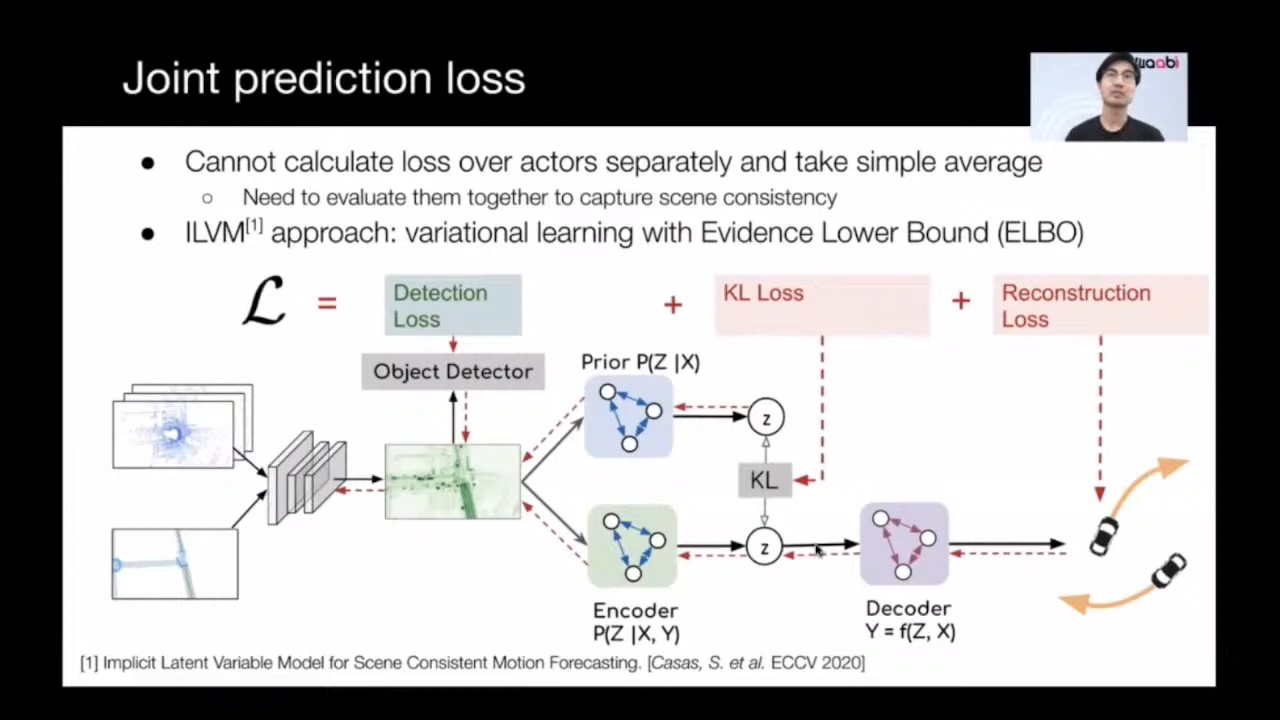 Joint prediction loss
waabi
● Cannot calculate loss over actors separately and take simple average
○ Need to evaluate them together to capture scene consistency
● ILVM[1] approach: variational learning with Evidence Lower Bound (ELBO)
ℒ = Detection Loss + KL Loss + Reconstruction Loss
Object Detector
Prior P(Z |X)
z
KL
z
Encoder
P(Z |X, Y)
Decoder
Y = f(Z, X)
[1] Implicit Latent Variable Model for Scene Consistent Motion Forecasting. [Casas, S. et al. ECCV 2020]